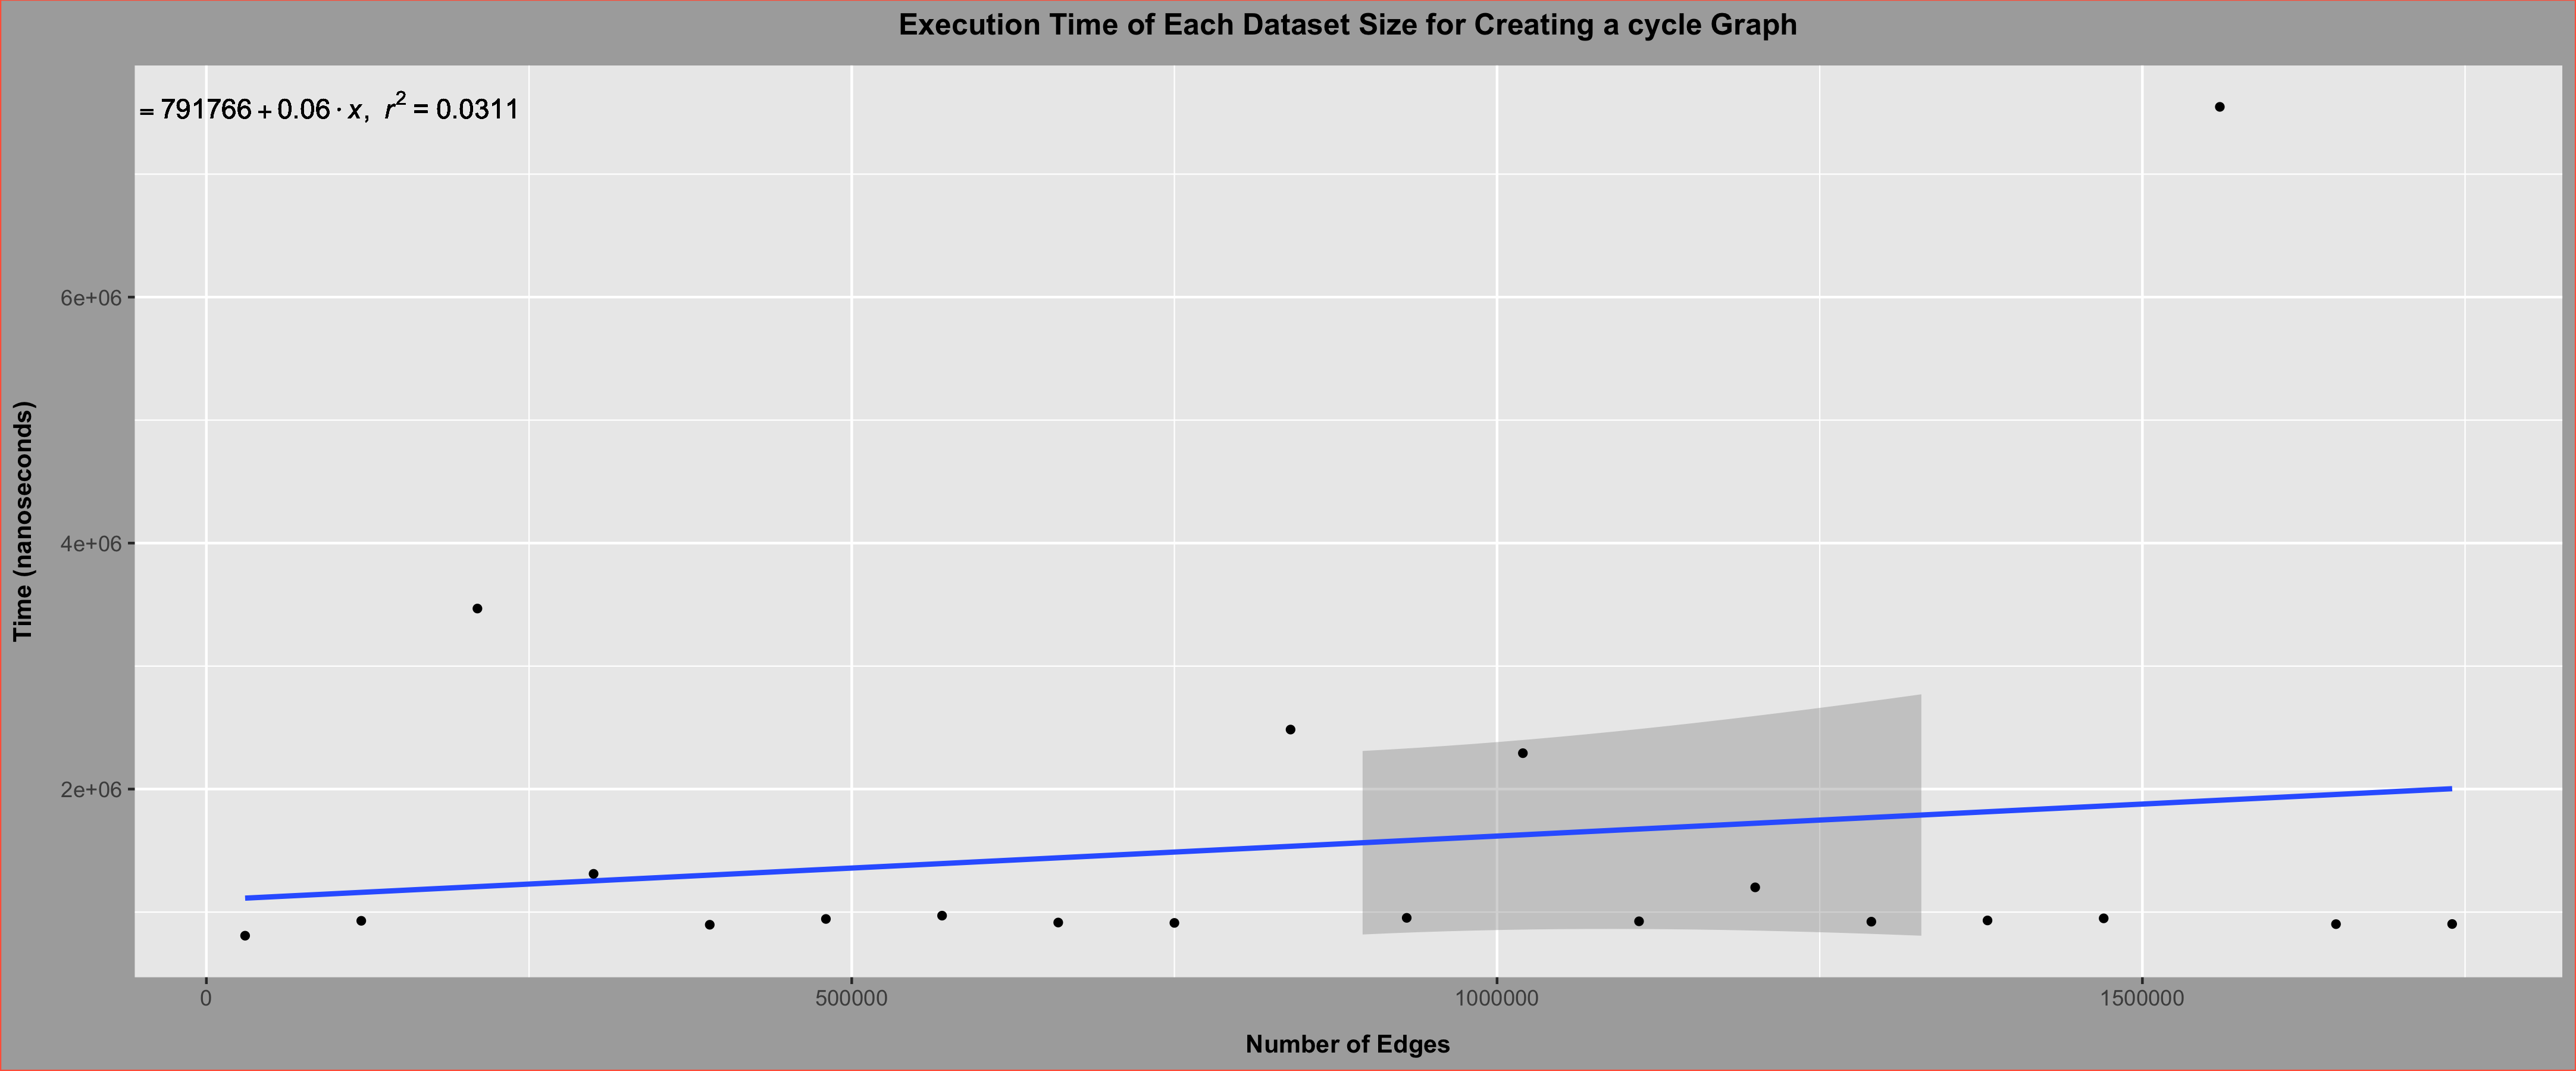 Execution Time of Each Dataset Size for Creating a cycle Graph
= 791766 + 0.06 · x, r² = 0.0311
6e+06
4e+06
2e+06
Time (nanoseconds)
0 500000 1000000 1500000
Number of Edges